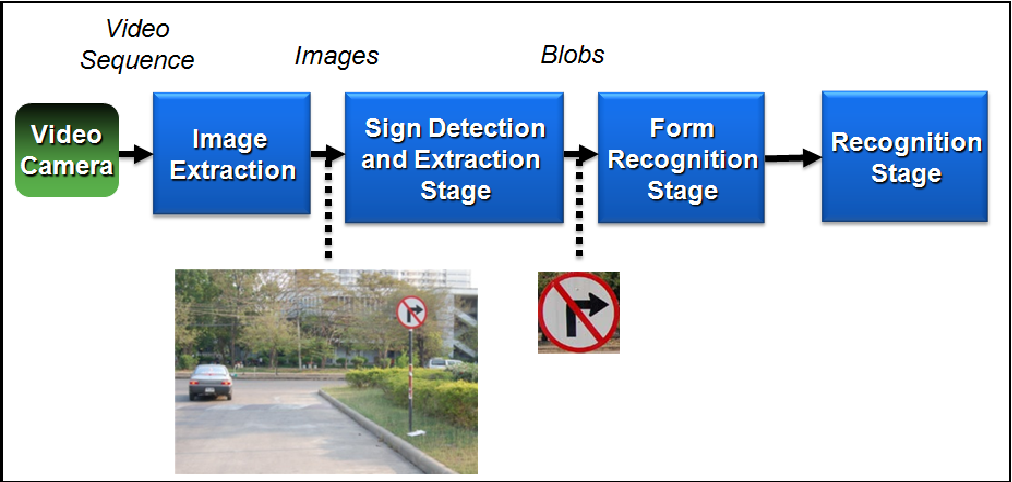 Video
Sequence
Images
Blobs
Video
Camera
Image
Extraction
Sign Detection
and Extraction
Stage
Form
Recognition
Stage
Recognition
Stage